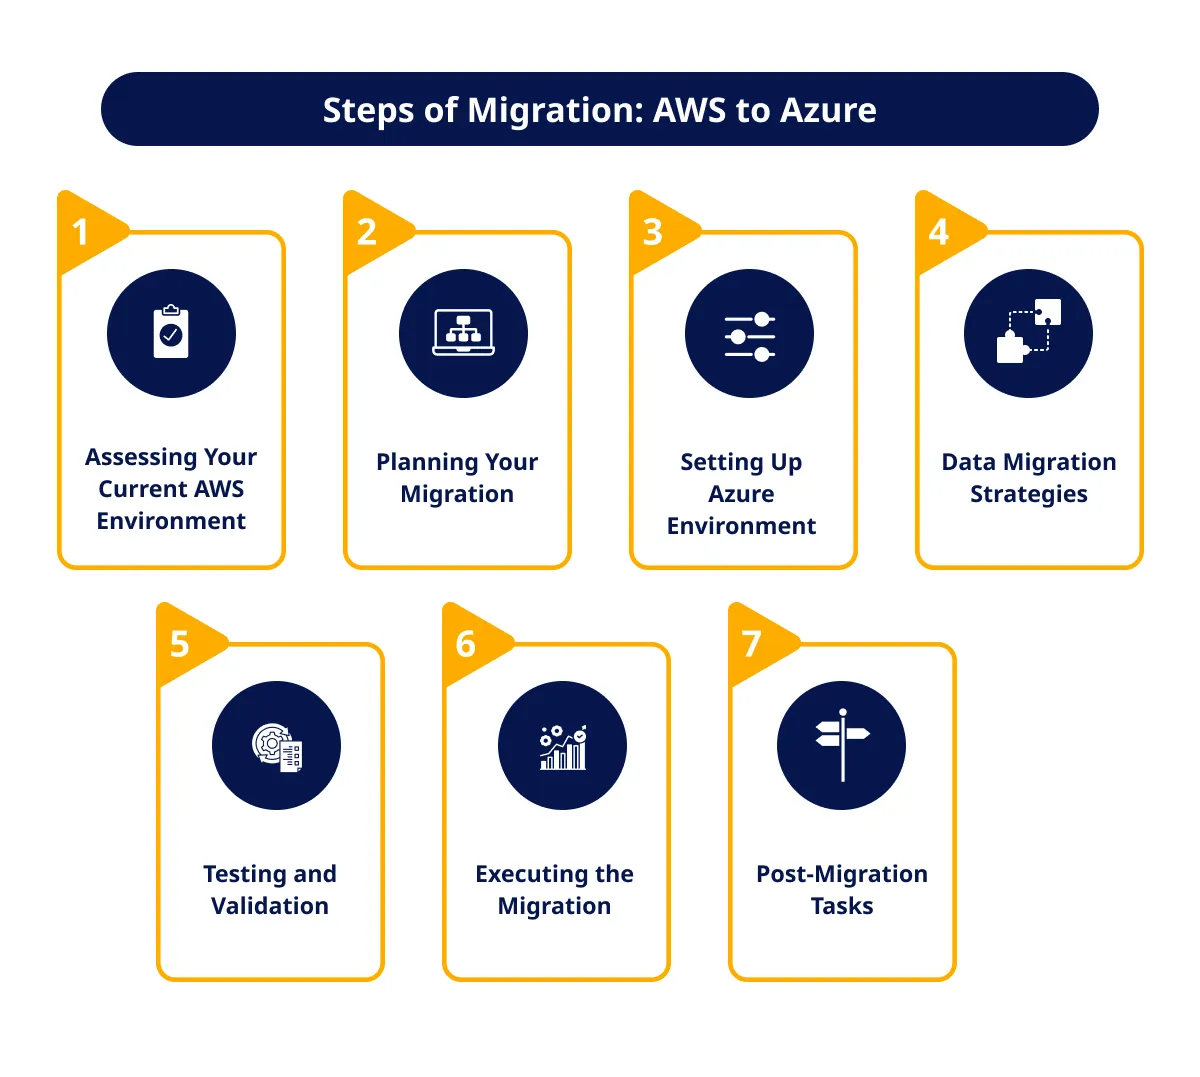 Steps of Migration: AWS to Azure
1
Assessing Your
Current AWS
Environment
2
Planning Your
Migration
3
Setting Up
Azure
Environment
4
Data Migration
Strategies
5
Testing and
Validation
6
Executing the
Migration
7
Post-Migration
Tasks